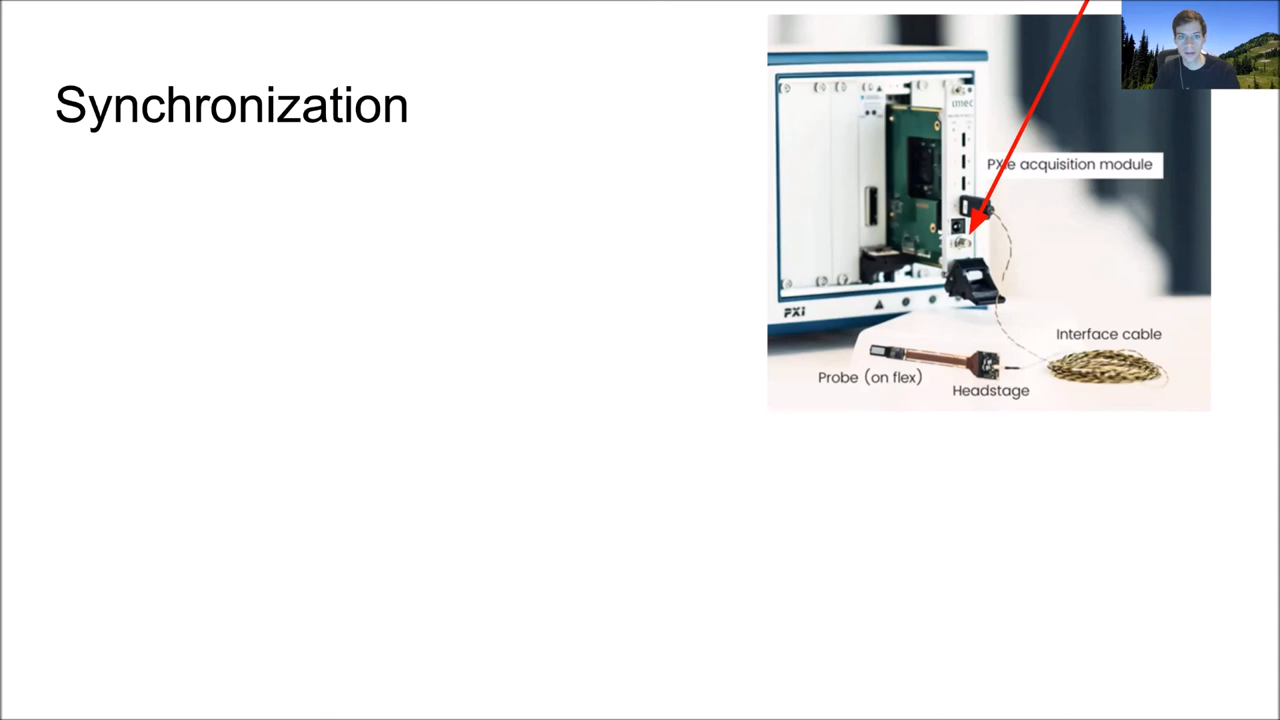 Synchronization
imec
PXIe acquisition module
PXI
Interface cable
Probe (on flex)
Headstage